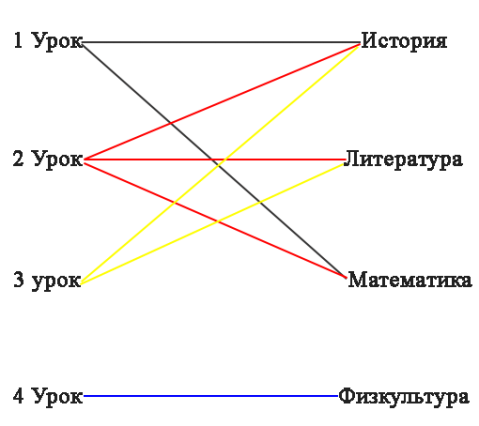 1 Урок История
2 Урок Литература
3 урок Математика
4 Урок Физкультура